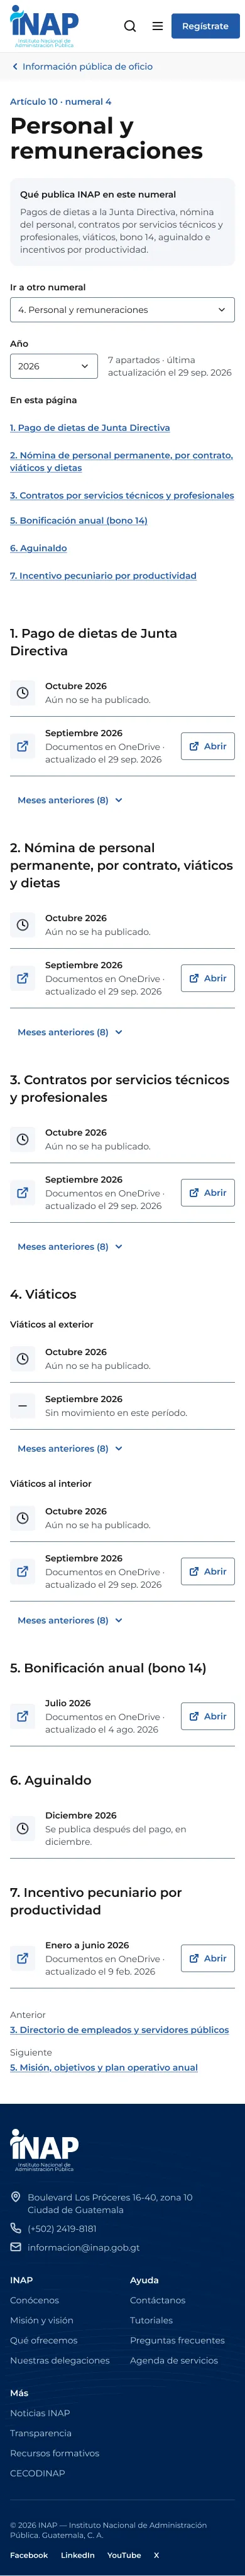 iNAP
Instituto Nacional de
Administración Pública
Regístrate
Información pública de oficio
Artículo 10 · numeral 4
Personal y
remuneraciones
Qué publica INAP en este numeral
Pagos de dietas a la Junta Directiva, nómina
del personal, contratos por servicios técnicos y
profesionales, viáticos, bono 14, aguinaldo e
incentivos por productividad.
Ir a otro numeral
4. Personal y remuneraciones
Año
2026
7 apartados · última
actualización el 29 sep. 2026
En esta página
1. Pago de dietas de Junta Directiva
2. Nómina de personal permanente, por contrato,
viáticos y dietas
3. Contratos por servicios técnicos y profesionales
5. Bonificación anual (bono 14)
6. Aguinaldo
7. Incentivo pecuniario por productividad
1. Pago de dietas de Junta
Directiva
Octubre 2026
Aún no se ha publicado.
Septiembre 2026
Documentos en OneDrive ·
actualizado el 29 sep. 2026
Abrir
Meses anteriores (8)
2. Nómina de personal
permanente, por contrato, viáticos
y dietas
Octubre 2026
Aún no se ha publicado.
Septiembre 2026
Documentos en OneDrive ·
actualizado el 29 sep. 2026
Abrir
Meses anteriores (8)
3. Contratos por servicios técnicos
y profesionales
Octubre 2026
Aún no se ha publicado.
Septiembre 2026
Documentos en OneDrive ·
actualizado el 29 sep. 2026
Abrir
Meses anteriores (8)
4. Viáticos
Viáticos al exterior
Octubre 2026
Aún no se ha publicado.
Septiembre 2026
Sin movimiento en este período.
Meses anteriores (8)
Viáticos al interior
Octubre 2026
Aún no se ha publicado.
Septiembre 2026
Documentos en OneDrive ·
actualizado el 29 sep. 2026
Abrir
Meses anteriores (8)
5. Bonificación anual (bono 14)
Julio 2026
Documentos en OneDrive ·
actualizado el 4 ago. 2026
Abrir
6. Aguinaldo
Diciembre 2026
Se publica después del pago, en
diciembre.
7. Incentivo pecuniario por
productividad
Enero a junio 2026
Documentos en OneDrive ·
actualizado el 9 feb. 2026
Abrir
Anterior
3. Directorio de empleados y servidores públicos
Siguiente
5. Misión, objetivos y plan operativo anual
iNAP
Instituto Nacional de
Administración Pública
Boulevard Los Próceres 16-40, zona 10
Ciudad de Guatemala
(+502) 2419-8181
informacion@inap.gob.gt
INAP
Conócenos
Misión y visión
Qué ofrecemos
Nuestras delegaciones
Ayuda
Contáctanos
Tutoriales
Preguntas frecuentes
Agenda de servicios
Más
Noticias INAP
Transparencia
Recursos formativos
CECODINAP
© 2026 INAP — Instituto Nacional de Administración
Pública. Guatemala, C. A.
Facebook LinkedIn YouTube X